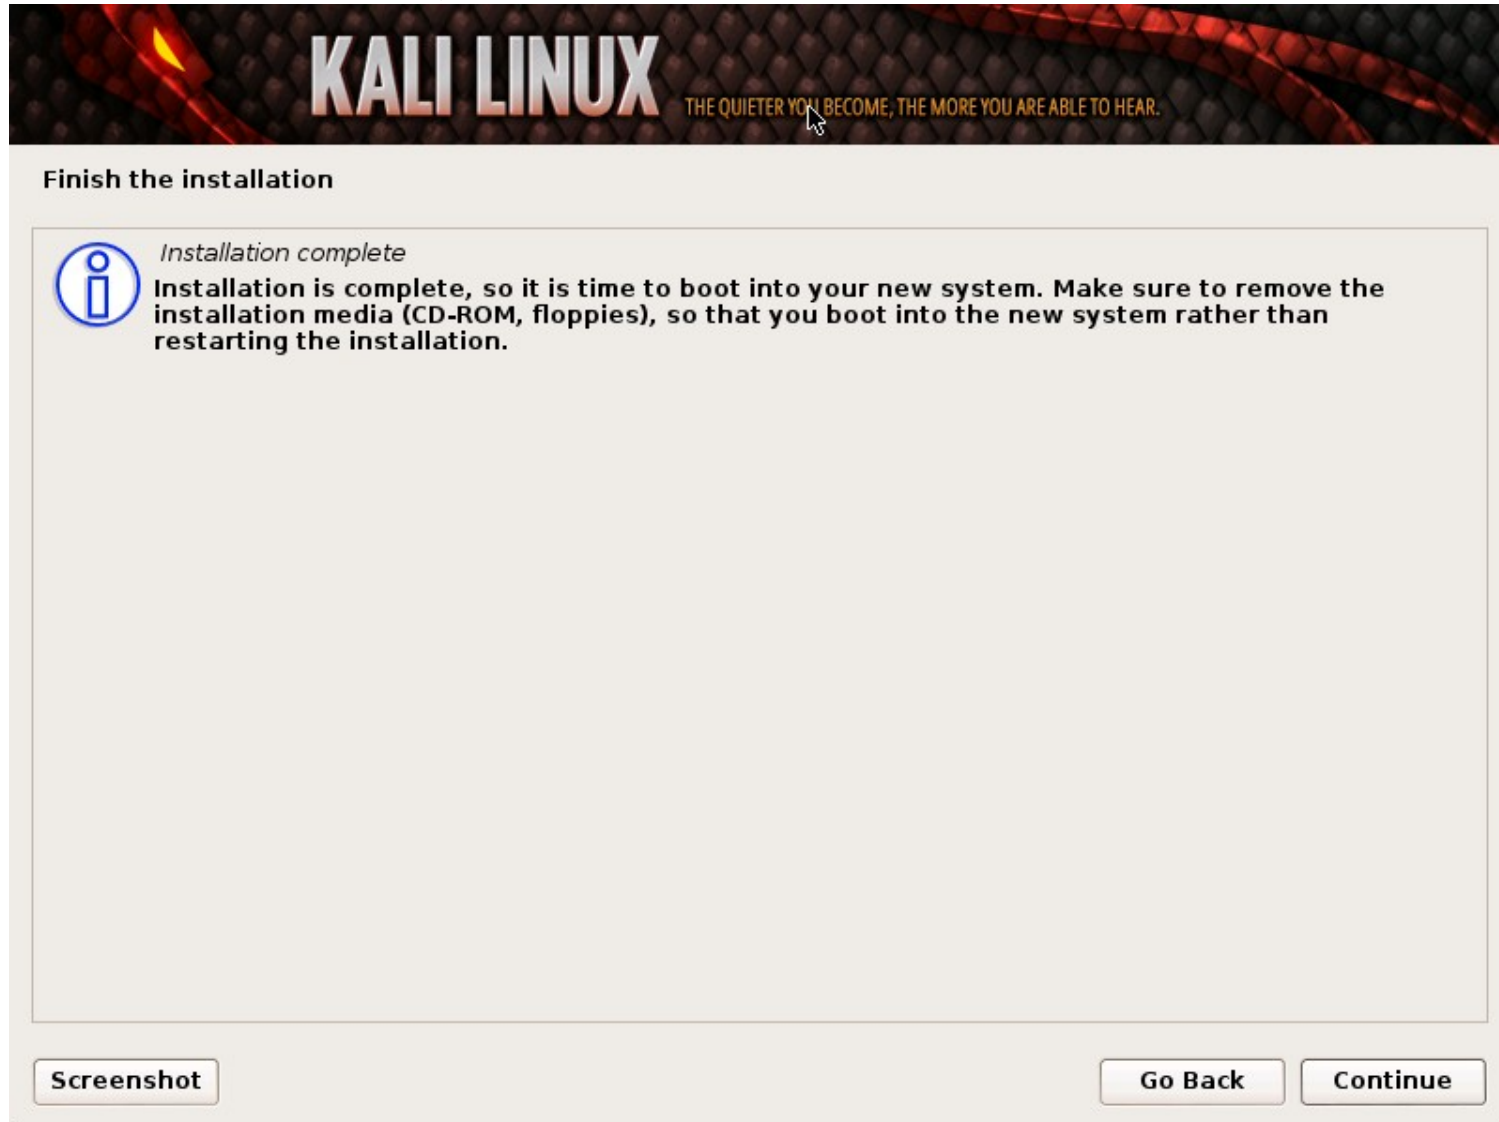 KALI LINUX
THE QUIETER YOU BECOME, THE MORE YOU ARE ABLE TO HEAR.
Finish the installation
Installation complete
Installation is complete, so it is time to boot into your new system. Make sure to remove the
installation media (CD-ROM, floppies), so that you boot into the new system rather than
restarting the installation.
Screenshot
Go Back
Continue